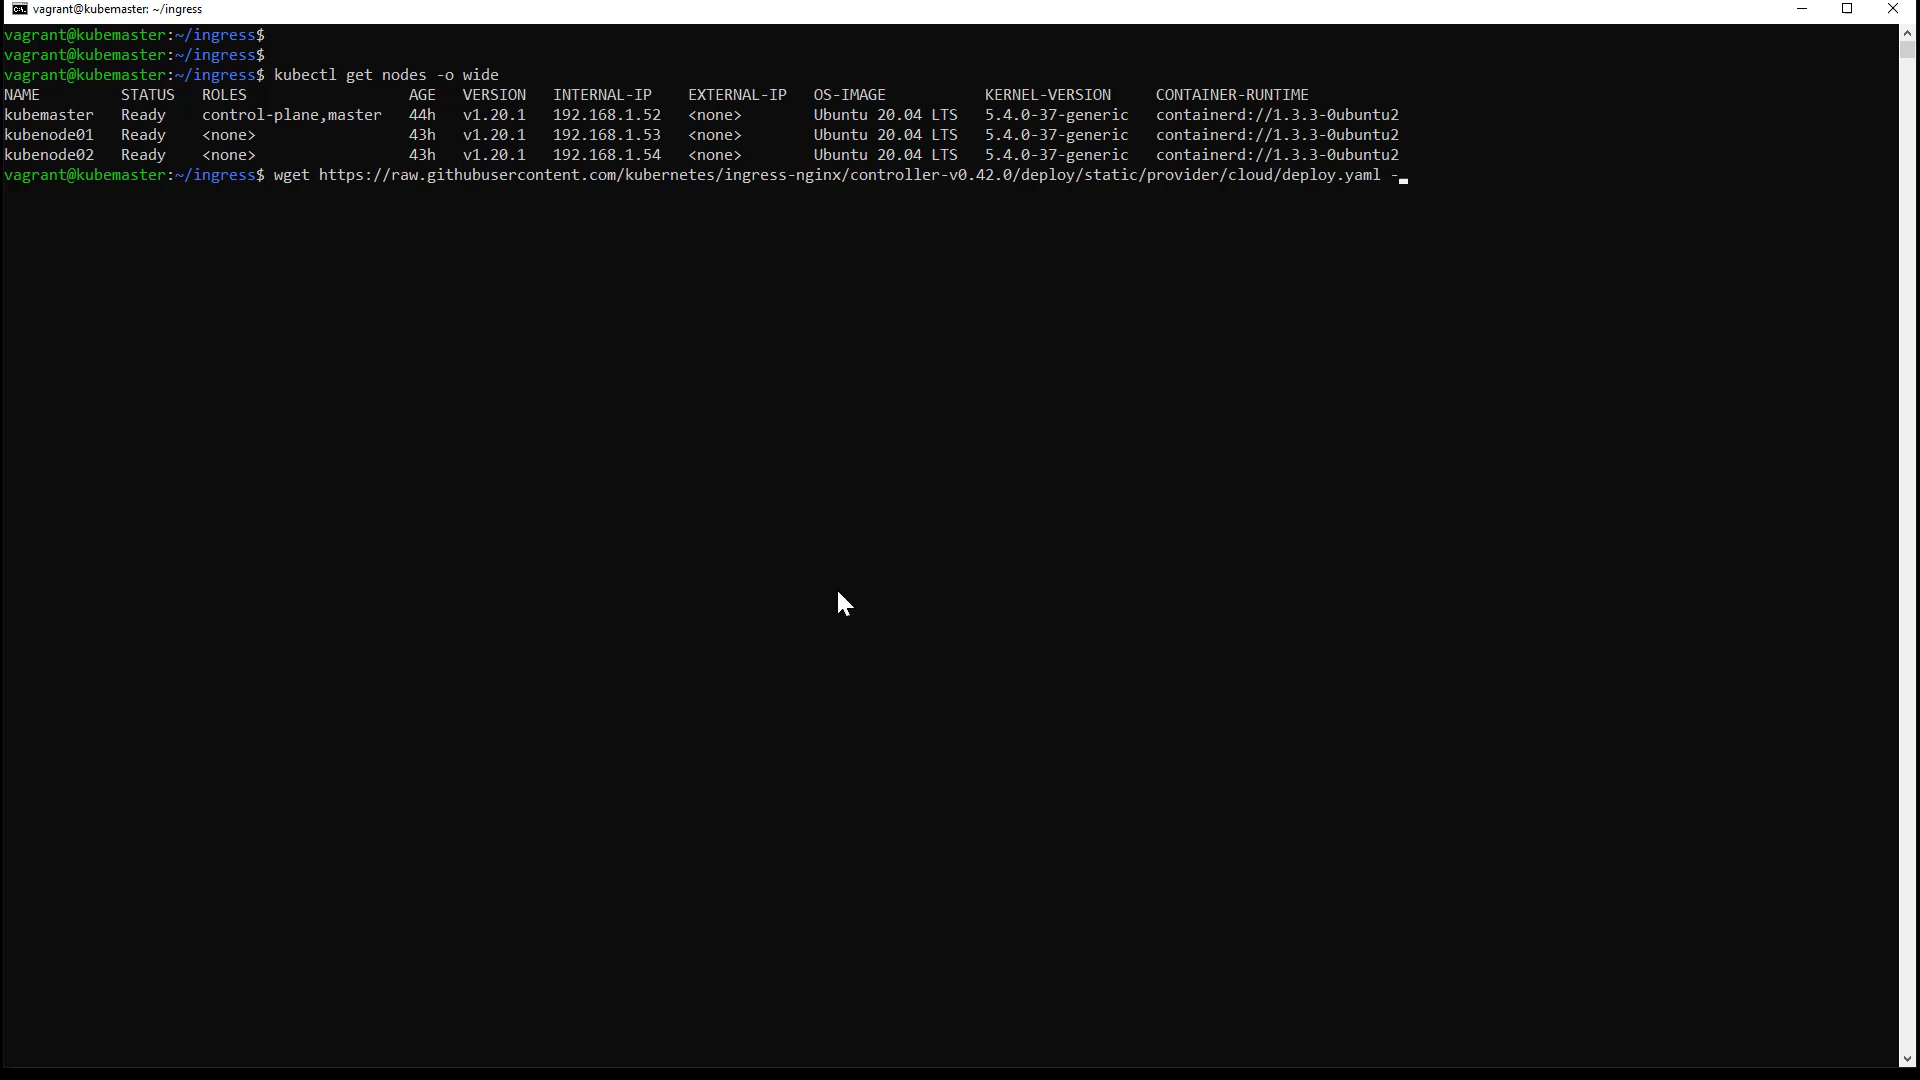 vagrant@kubemaster: ~/ingress
vagrant@kubemaster:~/ingress$
vagrant@kubemaster:~/ingress$
vagrant@kubemaster:~/ingress$ kubectl get nodes -o wide
NAME STATUS ROLES AGE VERSION INTERNAL-IP EXTERNAL-IP OS-IMAGE KERNEL-VERSION CONTAINER-RUNTIME
kubemaster Ready control-plane,master 44h v1.20.1 192.168.1.52 <none> Ubuntu 20.04 LTS 5.4.0-37-generic containerd://1.3.3-0ubuntu2
kubenode01 Ready <none> 43h v1.20.1 192.168.1.53 <none> Ubuntu 20.04 LTS 5.4.0-37-generic containerd://1.3.3-0ubuntu2
kubenode02 Ready <none> 43h v1.20.1 192.168.1.54 <none> Ubuntu 20.04 LTS 5.4.0-37-generic containerd://1.3.3-0ubuntu2
vagrant@kubemaster:~/ingress$ wget https://raw.githubusercontent.com/kubernetes/ingress-nginx/controller-v0.42.0/deploy/static/provider/cloud/deploy.yaml -